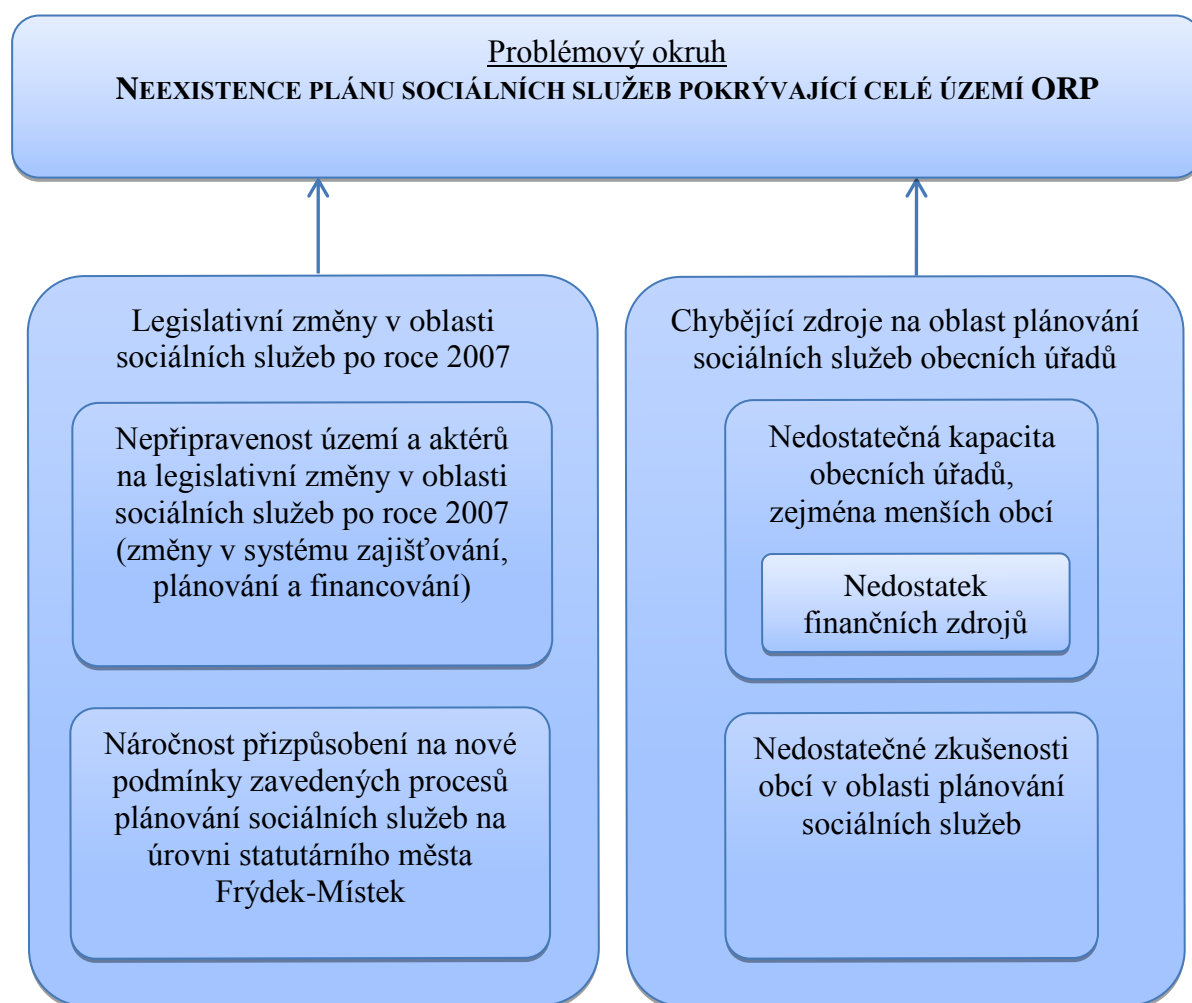 Problémový okruh
NEEXISTENCE PLÁNU SOCIÁLNÍCH SLUŽEB POKRÝVAJÍCÍ CELÉ ÚZEMÍ ORP
Legislativní změny v oblasti
sociálních služeb po roce 2007
Nepřipravenost území a aktérů
na legislativní změny v oblasti
sociálních služeb po roce 2007
(změny v systému zajišťování,
plánování a financování)
Náročnost přizpůsobení na nové
podmínky zavedených procesů
plánování sociálních služeb na
úrovni statutárního města
Frýdek-Místek
Chybějící zdroje na oblast plánování
sociálních služeb obecních úřadů
Nedostatečná kapacita
obecních úřadů,
zejména menších obcí
Nedostatek
finančních zdrojů
Nedostatečné zkušenosti
obcí v oblasti plánování
sociálních služeb